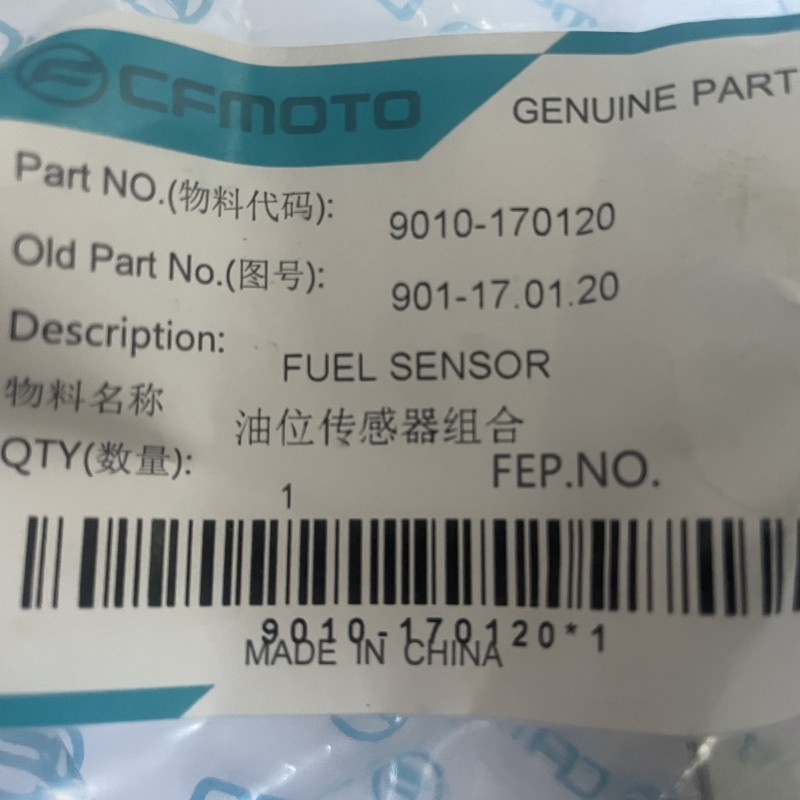 CFMOTO
GENUINE PART
Part NO.(物料代码): 9010-170120
Old Part No.(图号): 901-17.01.20
Description: FUEL SENSOR
物料名称 油位传感器组合
QTY(数量): 1 FEP.NO.
9010-170120*1
MADE IN CHINA